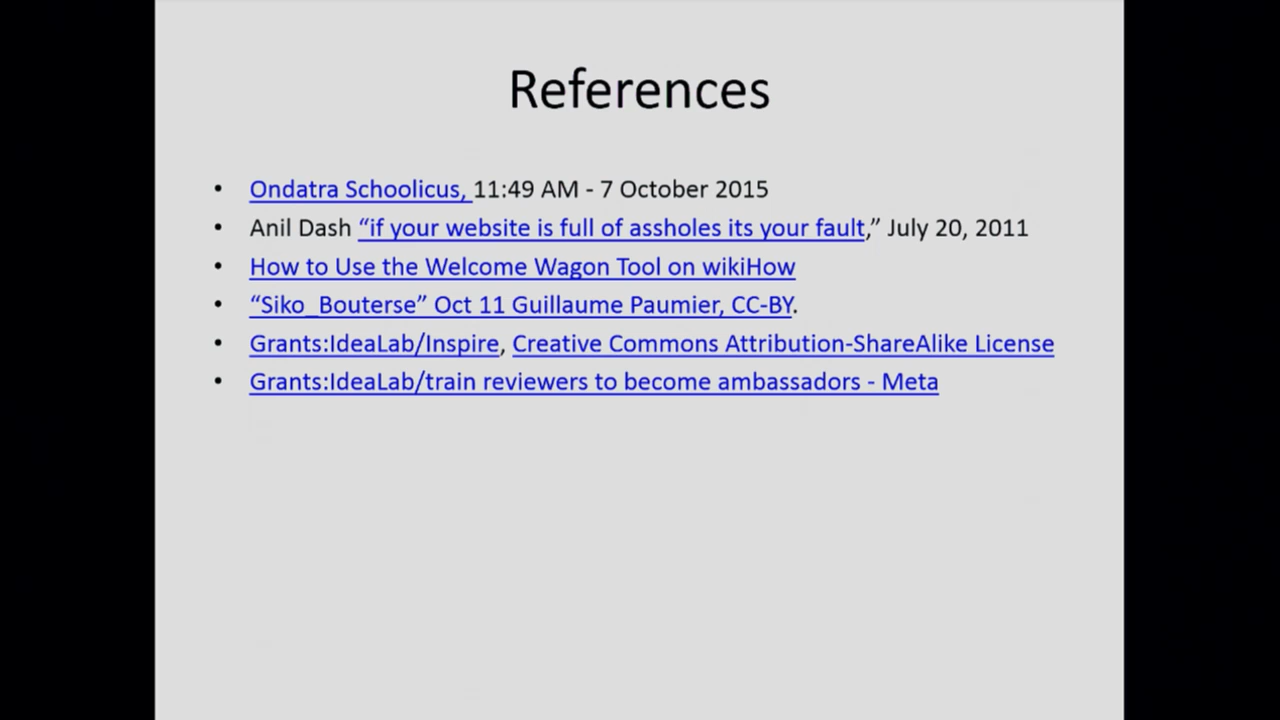 References
• Ondatra Schoolicus, 11:49 AM - 7 October 2015
• Anil Dash “if your website is full of assholes its your fault,” July 20, 2011
• How to Use the Welcome Wagon Tool on wikiHow
• “Siko_Bouterse” Oct 11 Guillaume Paumier, CC-BY.
• Grants:IdeaLab/Inspire, Creative Commons Attribution-ShareAlike License
• Grants:IdeaLab/train reviewers to become ambassadors - Meta